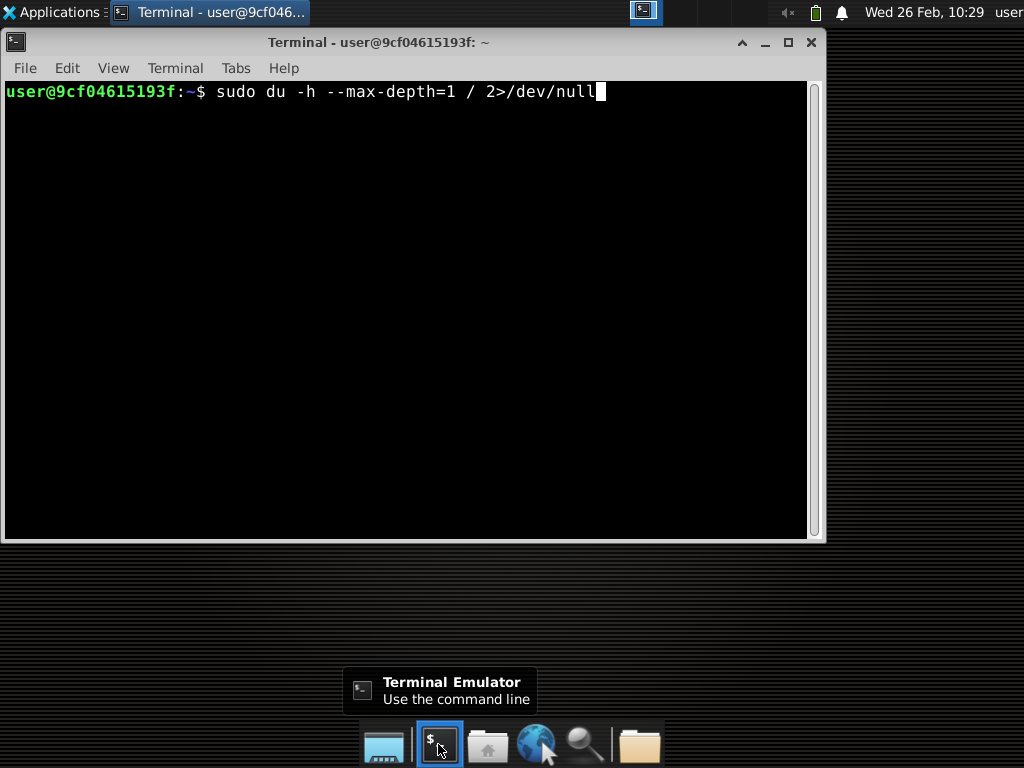 Applications
Terminal - user@9cf046...
Wed 26 Feb, 10:29
user
Terminal - user@9cf04615193f: ~
File Edit View Terminal Tabs Help
user@9cf04615193f:~$ sudo du -h --max-depth=1 / 2>/dev/null
Terminal Emulator
Use the command line